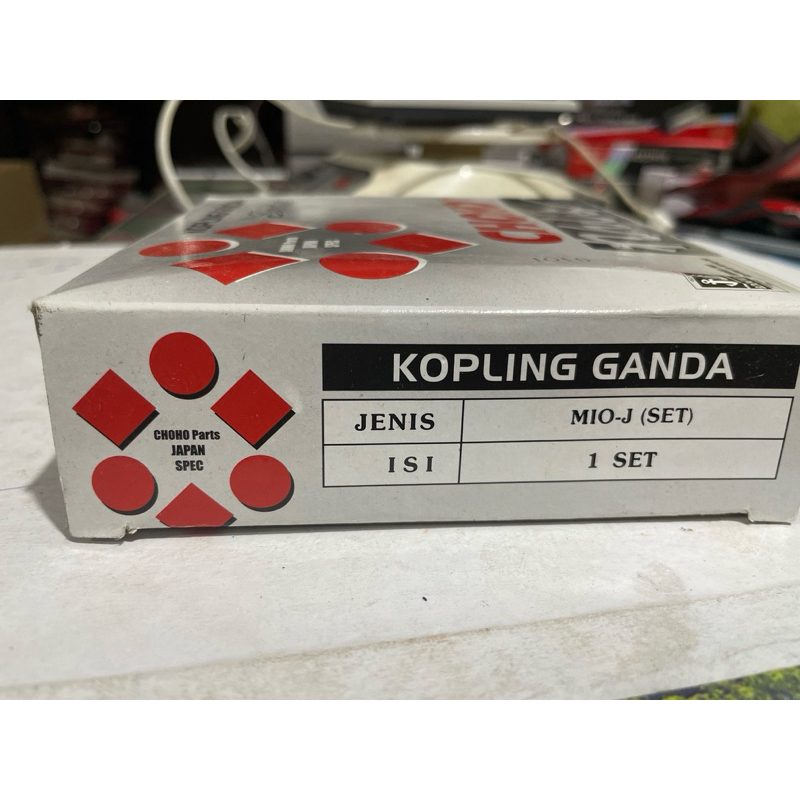 CHOHO Parts
JAPAN
SPEC
KOPLING GANDA
JENIS MIO-J (SET)
ISI 1 SET